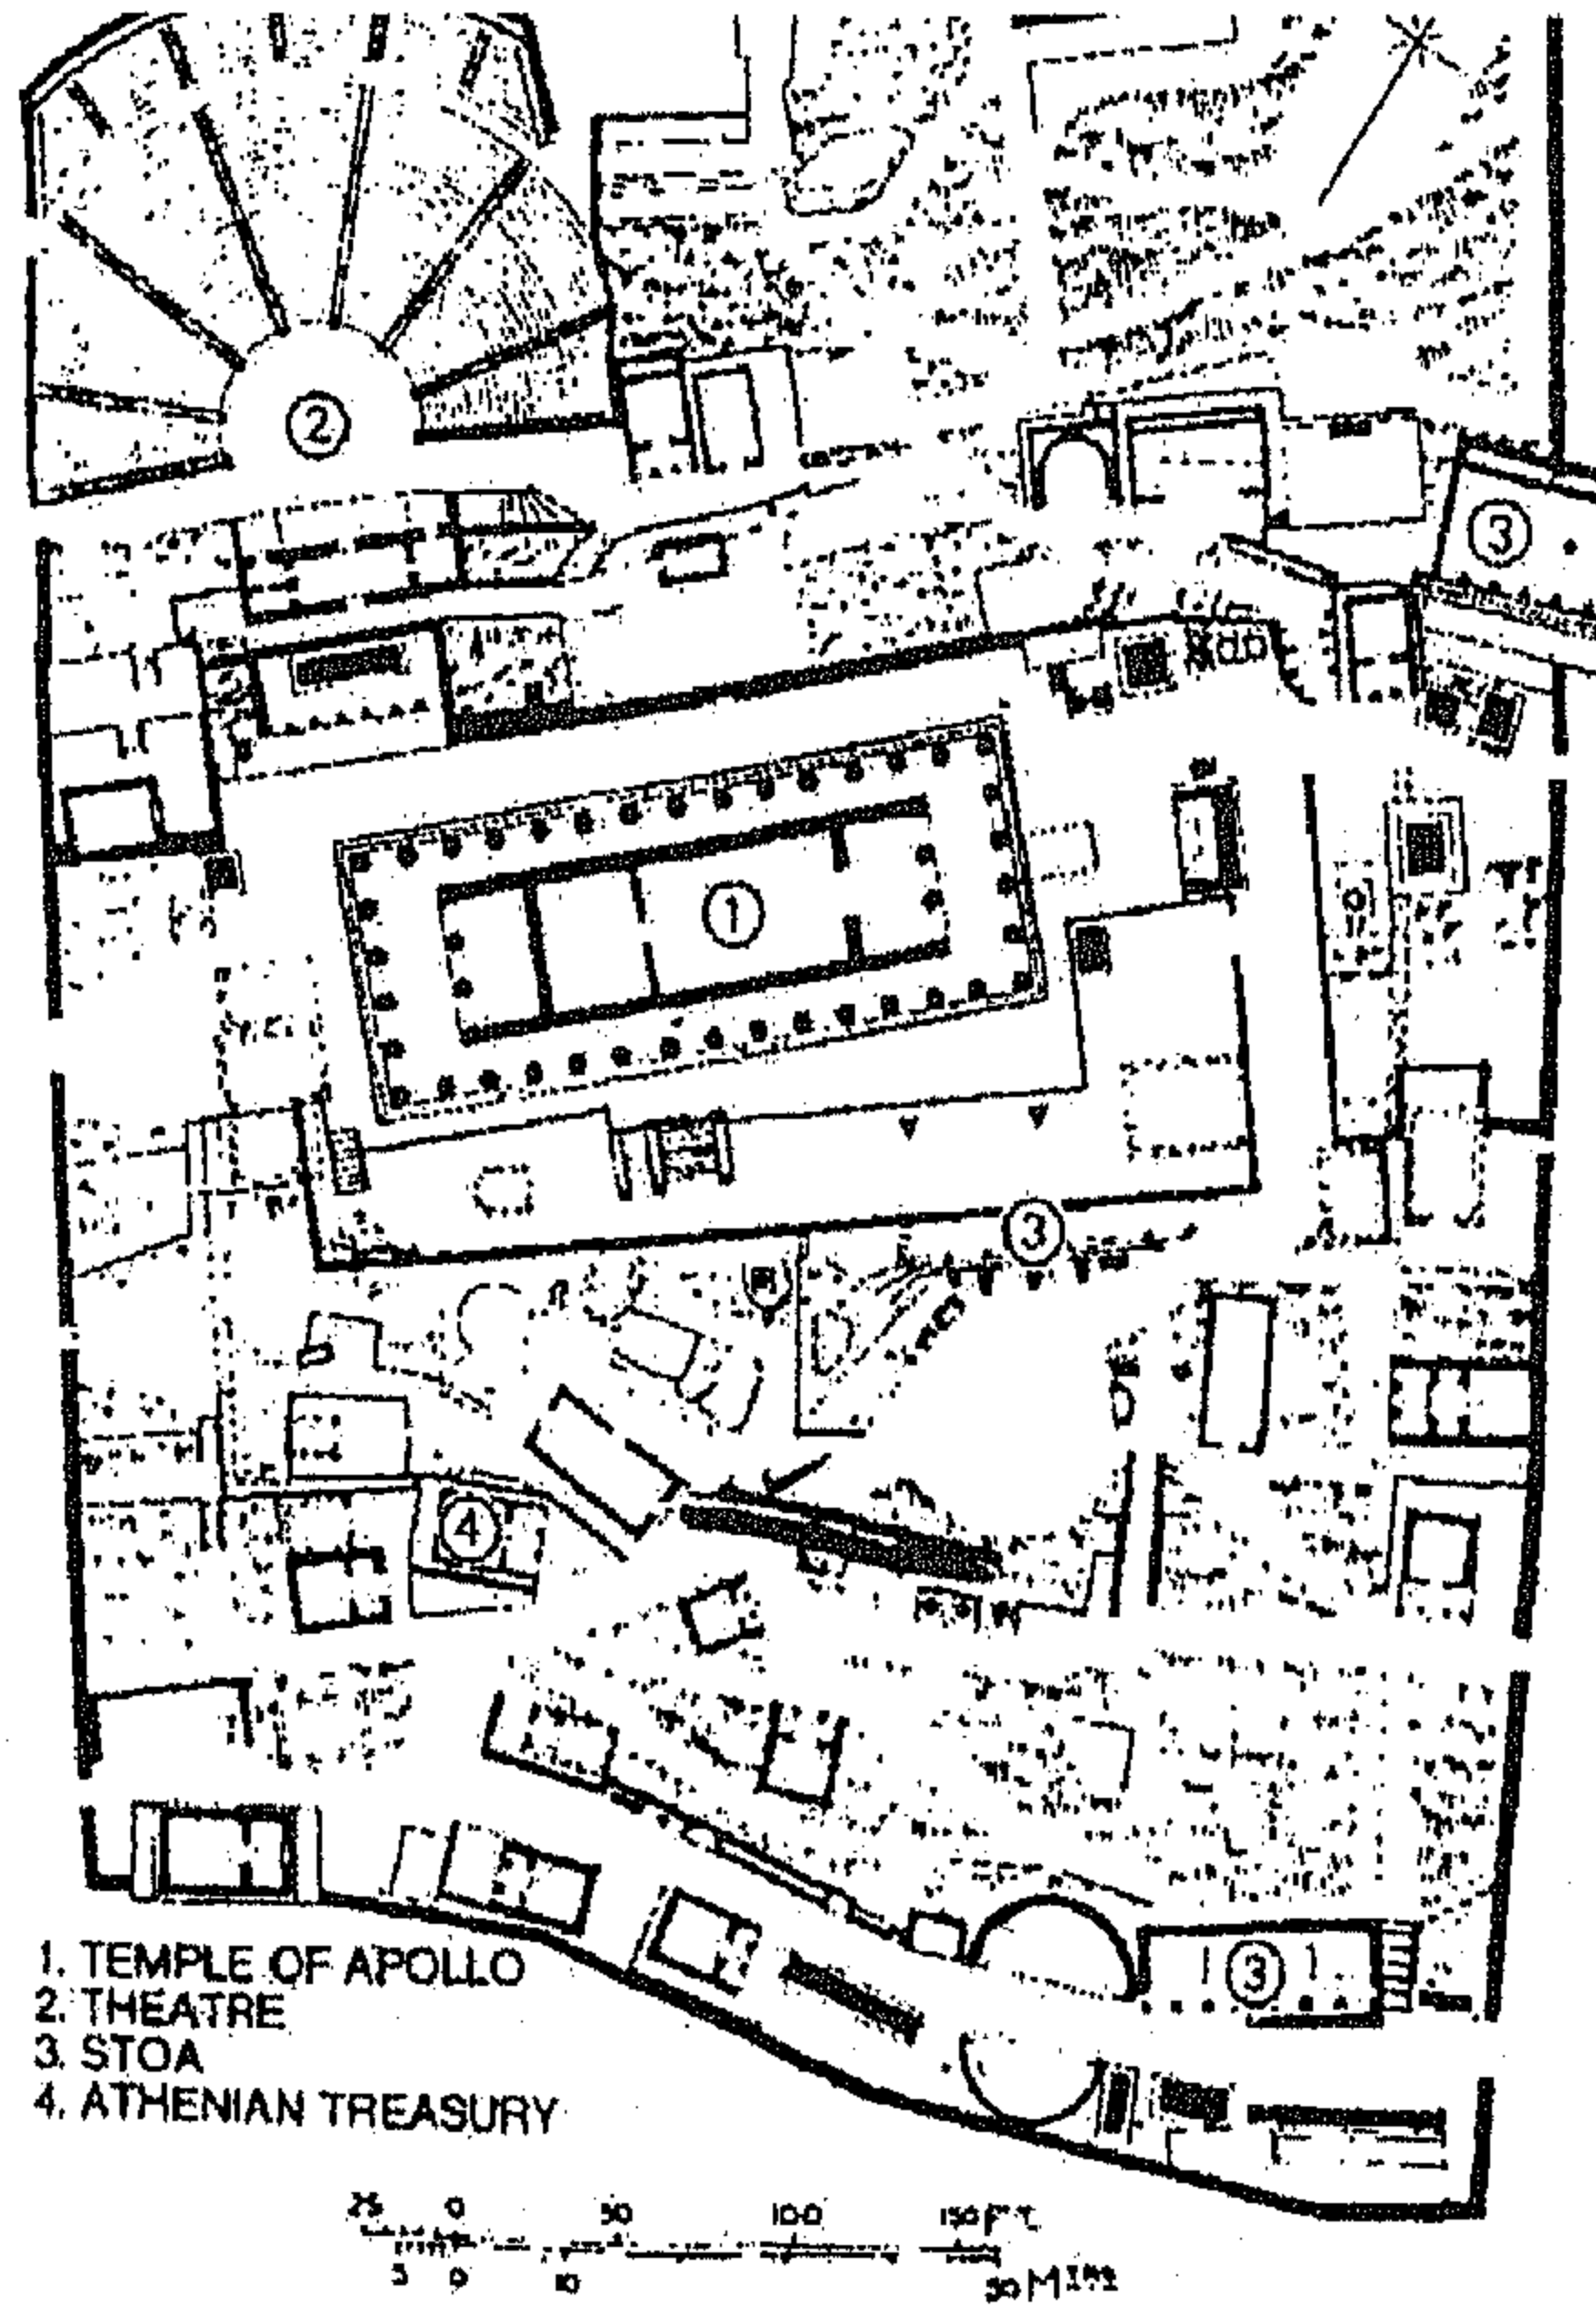 2
3
1
3
4
3
1. TEMPLE OF APOLLO
2. THEATRE
3. STOA
4. ATHENIAN TREASURY
25 0 50 100 150 FT.
5 0 10 50 MTRS